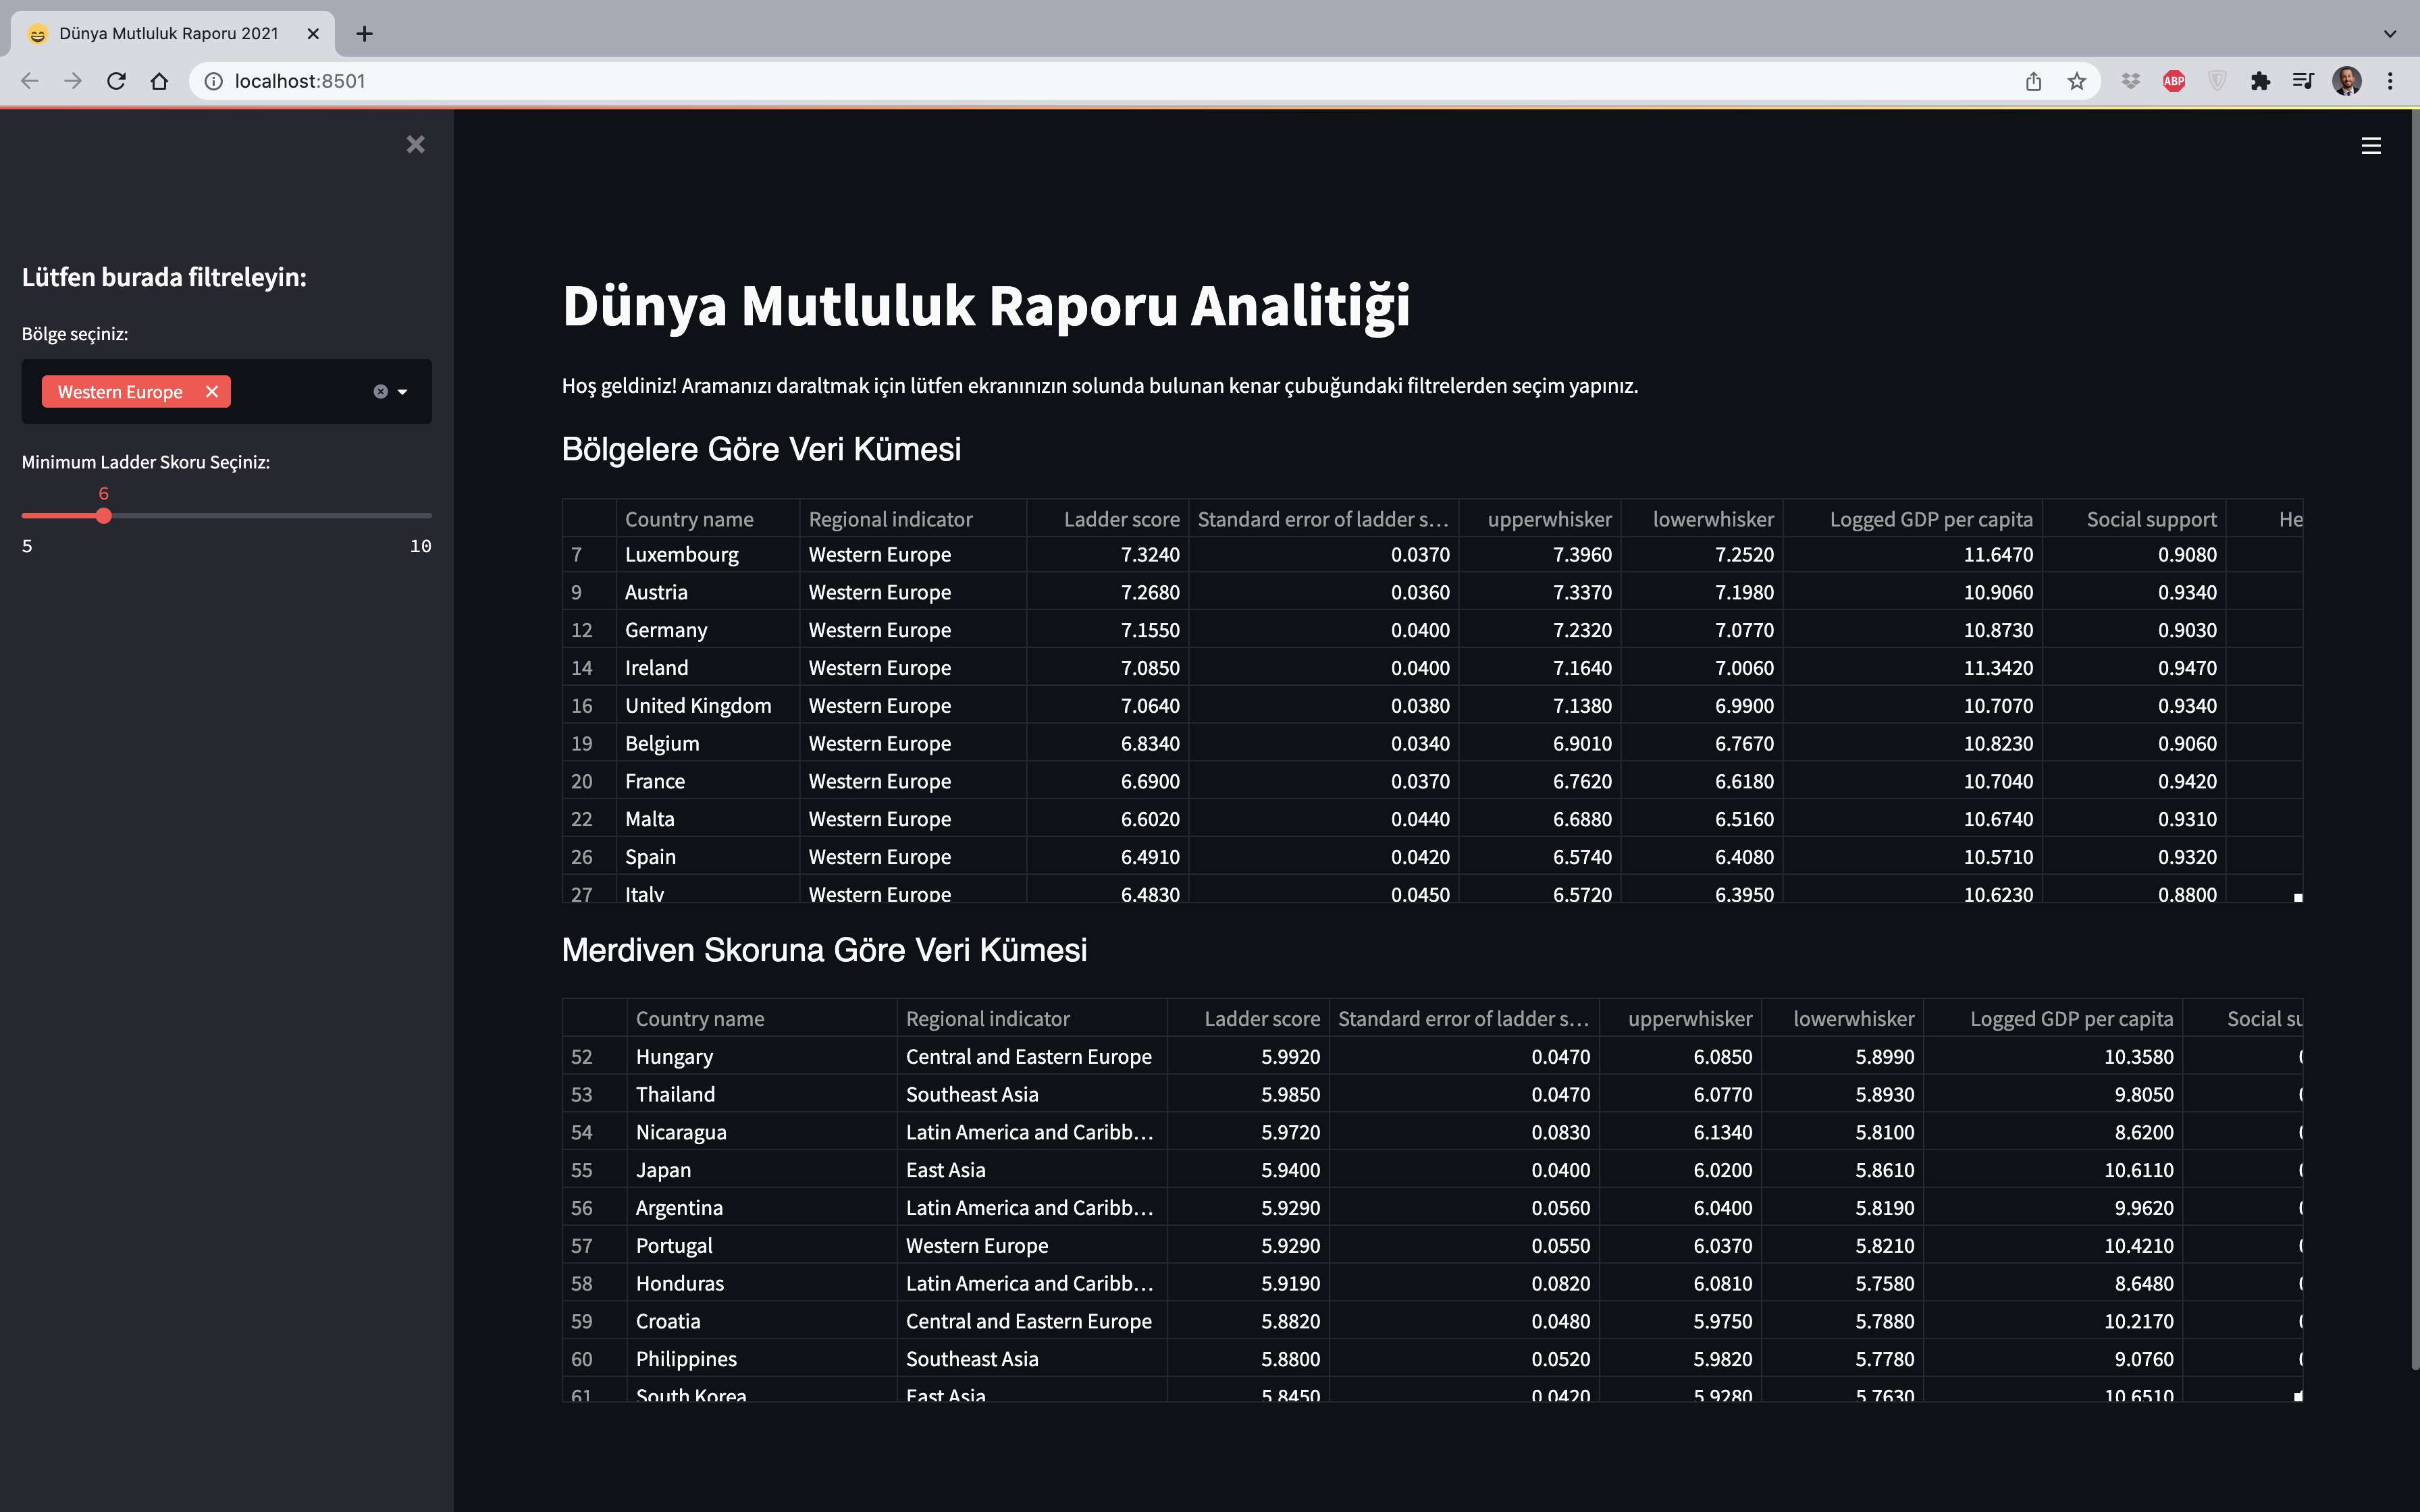 Dünya Mutluluk Raporu 2021
localhost:8501
ABP
Lütfen burada filtreleyin:
Bölge seçiniz:
Western Europe
Minimum Ladder Skoru Seçiniz:
6
5 10
Dünya Mutluluk Raporu Analitiği
Hoş geldiniz! Aramanızı daraltmak için lütfen ekranınızın solunda bulunan kenar çubuğundaki filtrelerden seçim yapınız.
Bölgelere Göre Veri Kümesi
Country name Regional indicator Ladder score Standard error of ladder s... upperwhisker lowerwhisker Logged GDP per capita Social support He
7 Luxembourg Western Europe 7.3240 0.0370 7.3960 7.2520 11.6470 0.9080
9 Austria Western Europe 7.2680 0.0360 7.3370 7.1980 10.9060 0.9340
12 Germany Western Europe 7.1550 0.0400 7.2320 7.0770 10.8730 0.9030
14 Ireland Western Europe 7.0850 0.0400 7.1640 7.0060 11.3420 0.9470
16 United Kingdom Western Europe 7.0640 0.0380 7.1380 6.9900 10.7070 0.9340
19 Belgium Western Europe 6.8340 0.0340 6.9010 6.7670 10.8230 0.9060
20 France Western Europe 6.6900 0.0370 6.7620 6.6180 10.7040 0.9420
22 Malta Western Europe 6.6020 0.0440 6.6880 6.5160 10.6740 0.9310
26 Spain Western Europe 6.4910 0.0420 6.5740 6.4080 10.5710 0.9320
27 Italy Western Europe 6.4830 0.0450 6.5720 6.3950 10.6230 0.8800
Merdiven Skoruna Göre Veri Kümesi
Country name Regional indicator Ladder score Standard error of ladder s... upperwhisker lowerwhisker Logged GDP per capita Social su
52 Hungary Central and Eastern Europe 5.9920 0.0470 6.0850 5.8990 10.3580
53 Thailand Southeast Asia 5.9850 0.0470 6.0770 5.8930 9.8050
54 Nicaragua Latin America and Caribb... 5.9720 0.0830 6.1340 5.8100 8.6200
55 Japan East Asia 5.9400 0.0400 6.0200 5.8610 10.6110
56 Argentina Latin America and Caribb... 5.9290 0.0560 6.0400 5.8190 9.9620
57 Portugal Western Europe 5.9290 0.0550 6.0370 5.8210 10.4210
58 Honduras Latin America and Caribb... 5.9190 0.0820 6.0810 5.7580 8.6480
59 Croatia Central and Eastern Europe 5.8820 0.0480 5.9750 5.7880 10.2170
60 Philippines Southeast Asia 5.8800 0.0520 5.9820 5.7780 9.0760
61 South Korea East Asia 5.8450 0.0420 5.9280 5.7630 10.6510